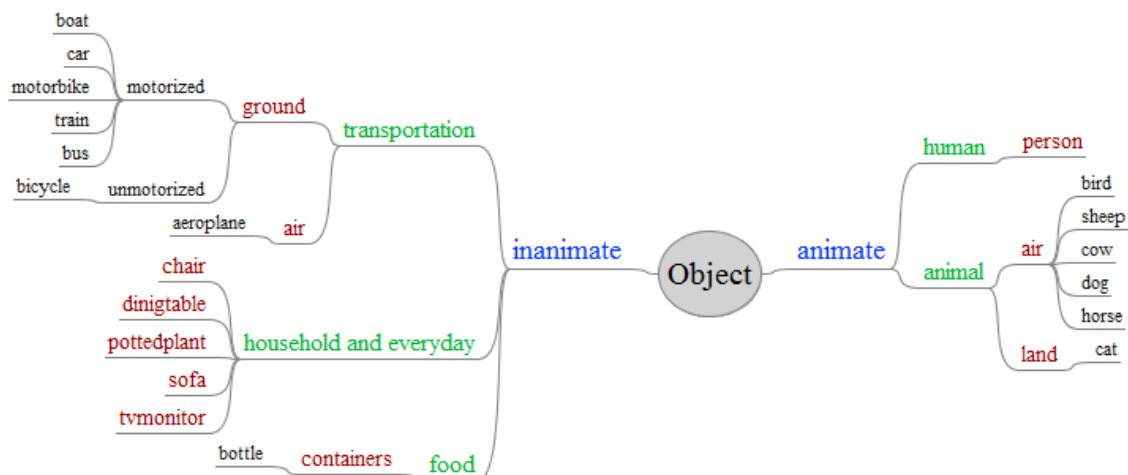 boat
car
motorbike
train
bus
motorized
ground
bicycle
unmotorized
transportation
aeroplane
air
chair
dinigtable
pottedplant
sofa
tvmonitor
household and everyday
bottle
containers
food
inanimate
Object
animate
human
person
animal
air
bird
sheep
cow
dog
horse
land
cat